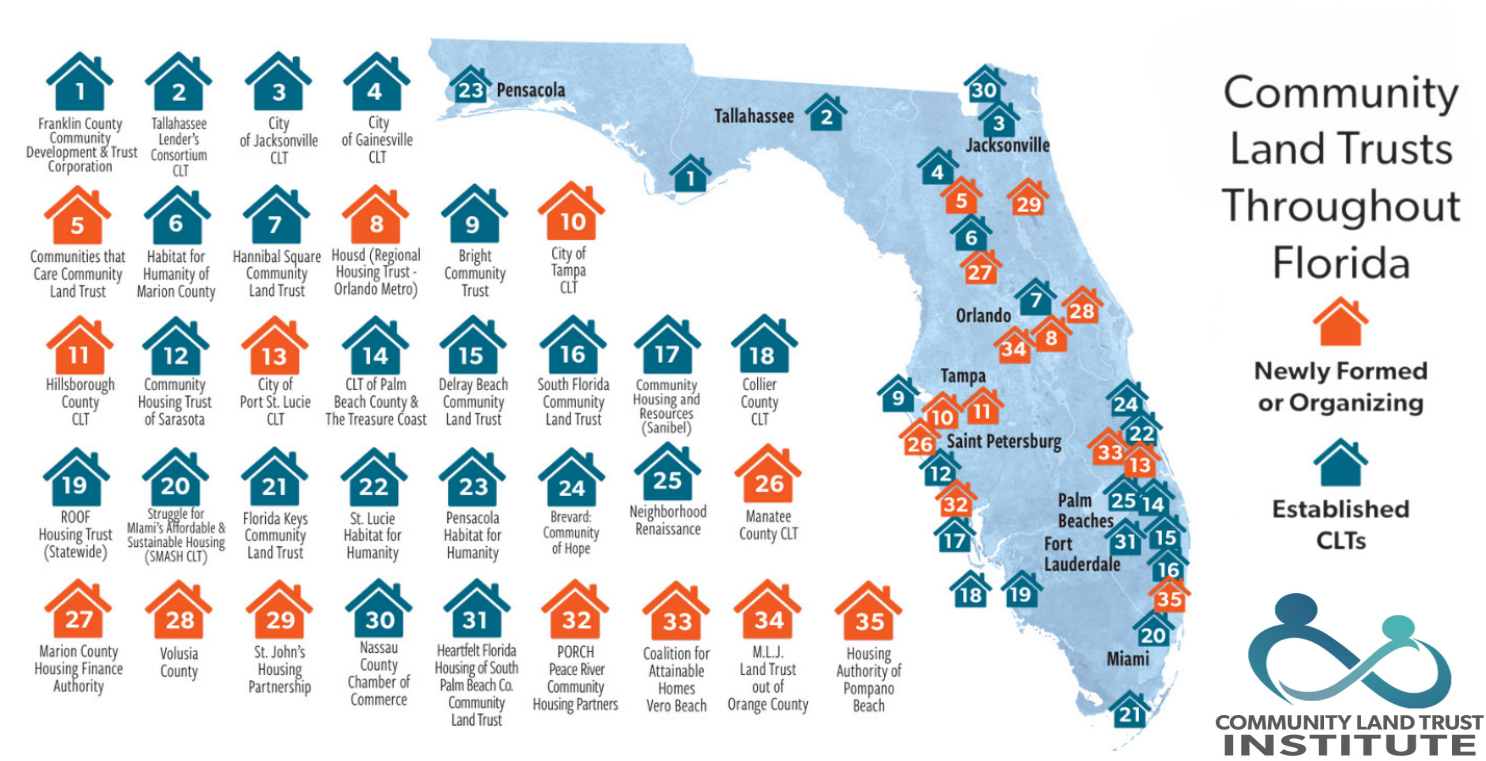 1
Franklin County
Community
Development & Trust
Corporation
2
Tallahassee
Lender's
Consortium
CLT
3
City
of Jacksonville
CLT
4
City
of Gainesville
CLT
5
Communities that
Care Community
Land Trust
6
Habitat for
Humanity of
Marion County
7
Hannibal Square
Community
Land Trust
8
Housd (Regional
Housing Trust -
Orlando Metro)
9
Bright
Community
Trust
10
City of
Tampa
CLT
11
Hillsborough
County
CLT
12
Community
Housing Trust
of Sarasota
13
City of
Port St. Lucie
CLT
14
CLT of Palm
Beach County &
The Treasure Coast
15
Delray Beach
Community
Land Trust
16
South Florida
Community
Land Trust
17
Community
Housing and
Resources
(Sanibel)
18
Collier
County
CLT
19
ROOF
Housing Trust
(Statewide)
20
Struggle for
MIami's Affordable &
Sustainable Housing
(SMASH CLT)
21
Florida Keys
Community
Land Trust
22
St. Lucie
Habitat for
Humanity
23
Pensacola
Habitat for
Humanity
24
Brevard:
Community
of Hope
25
Neighborhood
Renaissance
26
Manatee
County CLT
27
Marion County
Housing Finance
Authority
28
Volusia
County
29
St. John's
Housing
Partnership
30
Nassau
County
Chamber of
Commerce
31
Heartfelt Florida
Housing of South
Palm Beach Co.
Community
Land Trust
32
PORCH
Peace River
Community
Housing Partners
33
Coalition for
Attainable
Homes
Vero Beach
34
M.L.J.
Land Trust
out of
Orange County
35
Housing
Authority of
Pompano
Beach
23 Pensacola
Tallahassee 2
30
3
Jacksonville
1
4
5
29
6
27
7
28
Orlando
8
34
Tampa
9
10
11
24
22
26
Saint Petersburg
33
13
12
32
Palm
Beaches
25
14
17
Fort
Lauderdale
31
15
16
18
19
35
20
Miami
21
Community
Land Trusts
Throughout
Florida
Newly Formed
or Organizing
Established
CLTs
COMMUNITY LAND TRUST
INSTITUTE